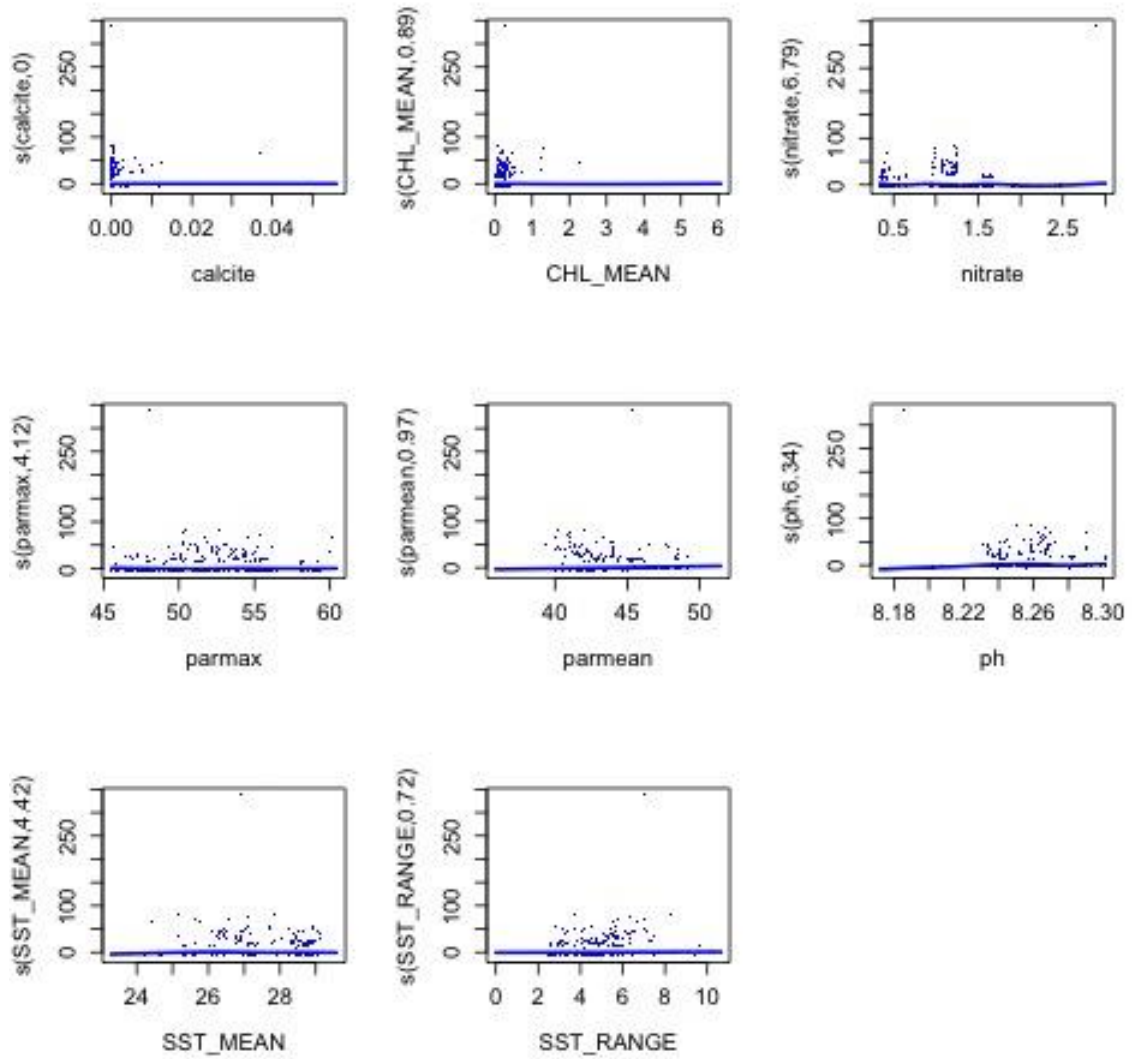 s(calcite,0)
250
100
0
0.00 0.02 0.04
calcite
s(CHL_MEAN,0.89)
250
100
0
0 1 2 3 4 5 6
CHL_MEAN
s(nitrate,6.79)
250
100
0
0.5 1.5 2.5
nitrate
s(parmax,4.12)
250
100
0
45 50 55 60
parmax
s(parmean,0.97)
250
100
0
40 45 50
parmean
s(ph,6.34)
250
100
0
8.18 8.22 8.26 8.30
ph
s(SST_MEAN,4.42)
250
100
0
24 26 28
SST_MEAN
s(SST_RANGE,0.72)
250
100
0
0 2 4 6 8 10
SST_RANGE